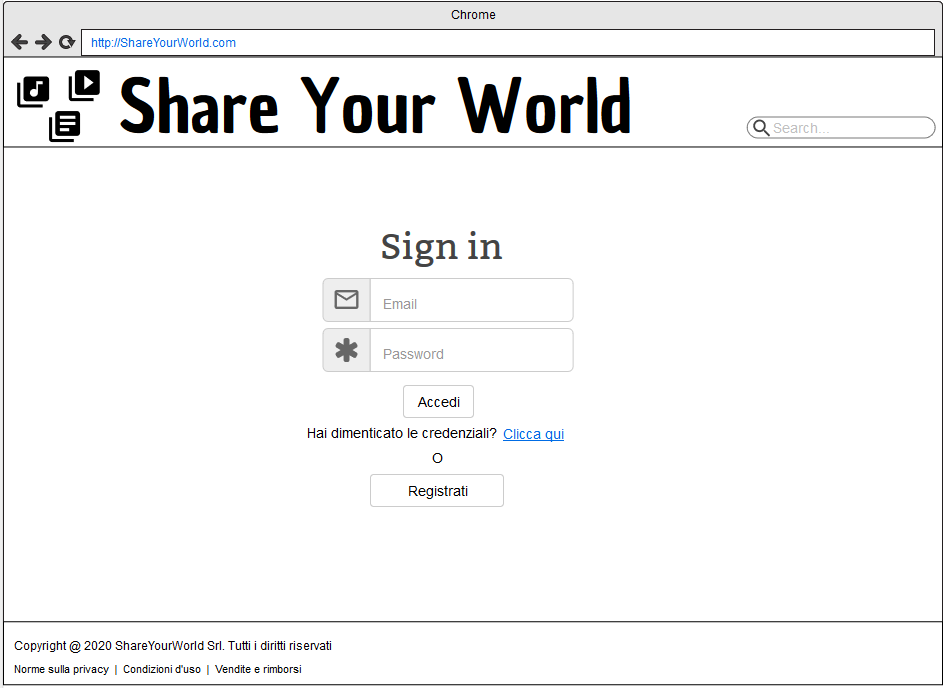 Chrome
http://ShareYourWorld.com
Share Your World
Search...
Sign in
Email
Password
Accedi
Hai dimenticato le credenziali? Clicca qui
O
Registrati
Copyright @ 2020 ShareYourWorld Srl. Tutti i diritti riservati
Norme sulla privacy | Condizioni d'uso | Vendite e rimborsi